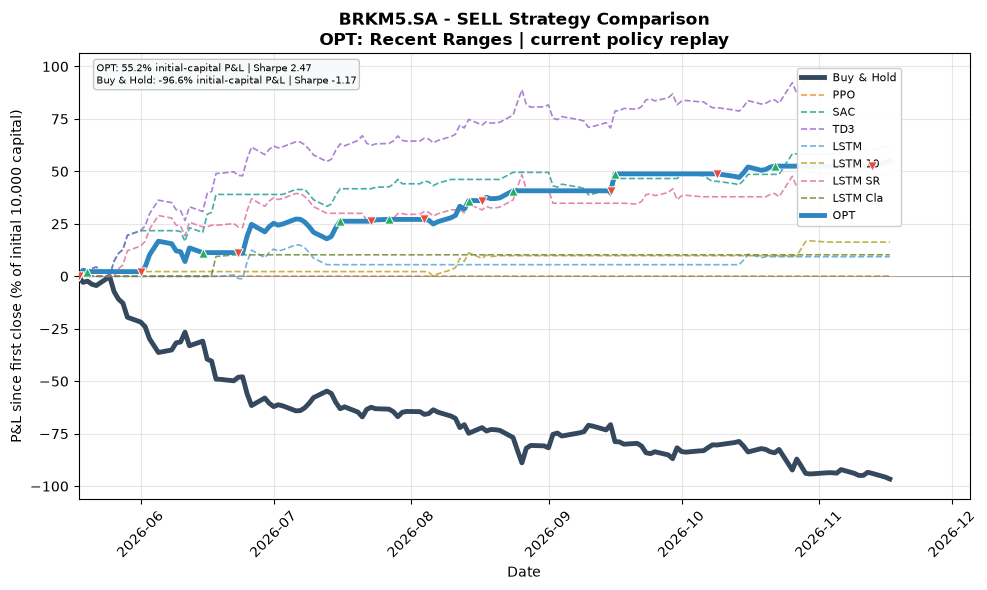 BRKM5.SA - SELL Strategy Comparison
OPT: Recent Ranges | current policy replay
OPT: 55.2% initial-capital P&L | Sharpe 2.47
Buy & Hold: -96.6% initial-capital P&L | Sharpe -1.17
Buy & Hold
PPO
SAC
TD3
LSTM
LSTM 10
LSTM SR
LSTM Cla
OPT
P&L since first close (% of initial 10,000 capital)
100
75
50
25
0
−25
−50
−75
−100
2026-06
2026-07
2026-08
2026-09
2026-10
2026-11
2026-12
Date